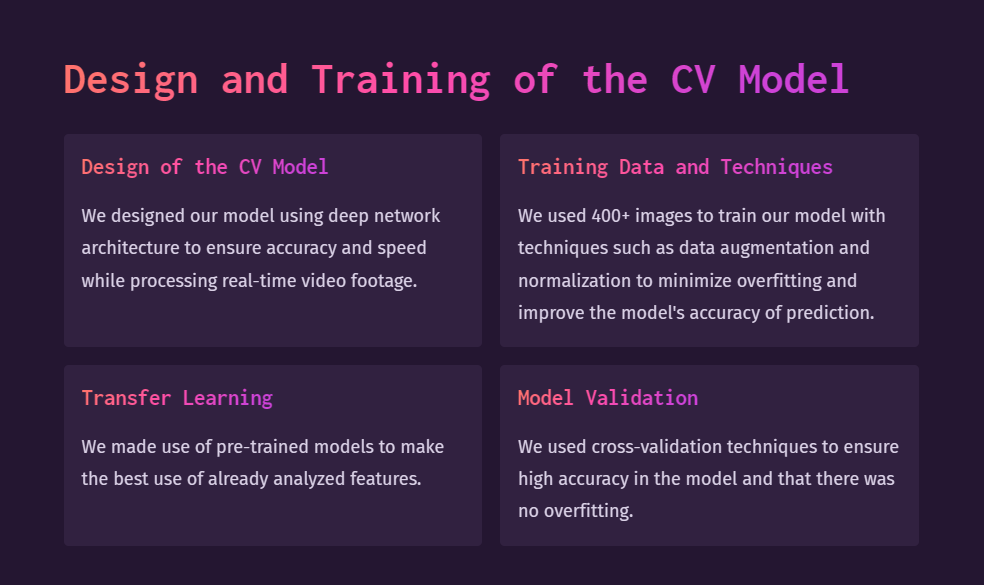 Design and Training of the CV Model
Design of the CV Model
We designed our model using deep network
architecture to ensure accuracy and speed
while processing real-time video footage.
Training Data and Techniques
We used 400+ images to train our model with
techniques such as data augmentation and
normalization to minimize overfitting and
improve the model's accuracy of prediction.
Transfer Learning
We made use of pre-trained models to make
the best use of already analyzed features.
Model Validation
We used cross-validation techniques to ensure
high accuracy in the model and that there was
no overfitting.